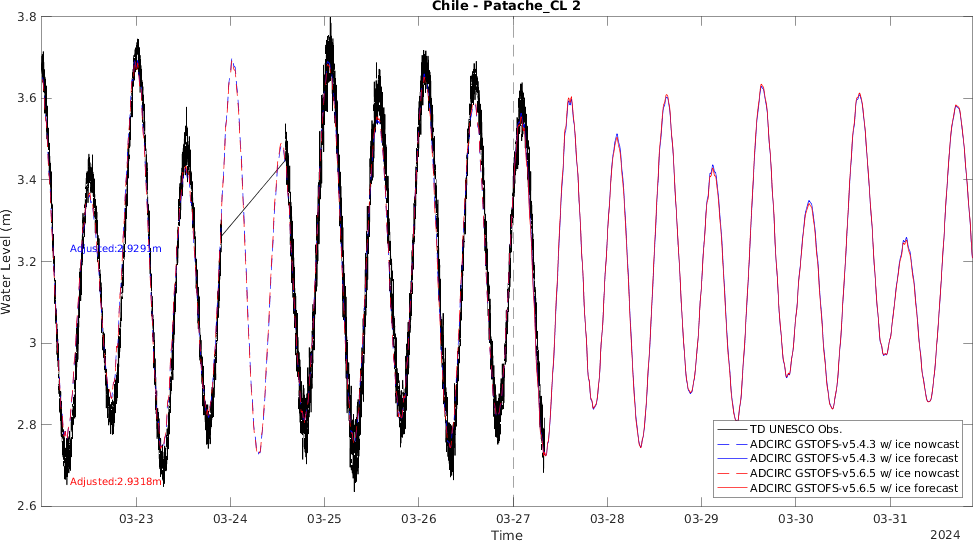 Chile - Patache_CL 2
Water Level (m)
3.8
3.6
3.4
3.2
3
2.8
2.6
Adjusted:2.9291m
Adjusted:2.9318m
TD UNESCO Obs.
ADCIRC GSTOFS-v5.4.3 w/ ice nowcast
ADCIRC GSTOFS-v5.4.3 w/ ice forecast
ADCIRC GSTOFS-v5.6.5 w/ ice nowcast
ADCIRC GSTOFS-v5.6.5 w/ ice forecast
03-23
03-24
03-25
03-26
03-27
03-28
03-29
03-30
03-31
Time
2024